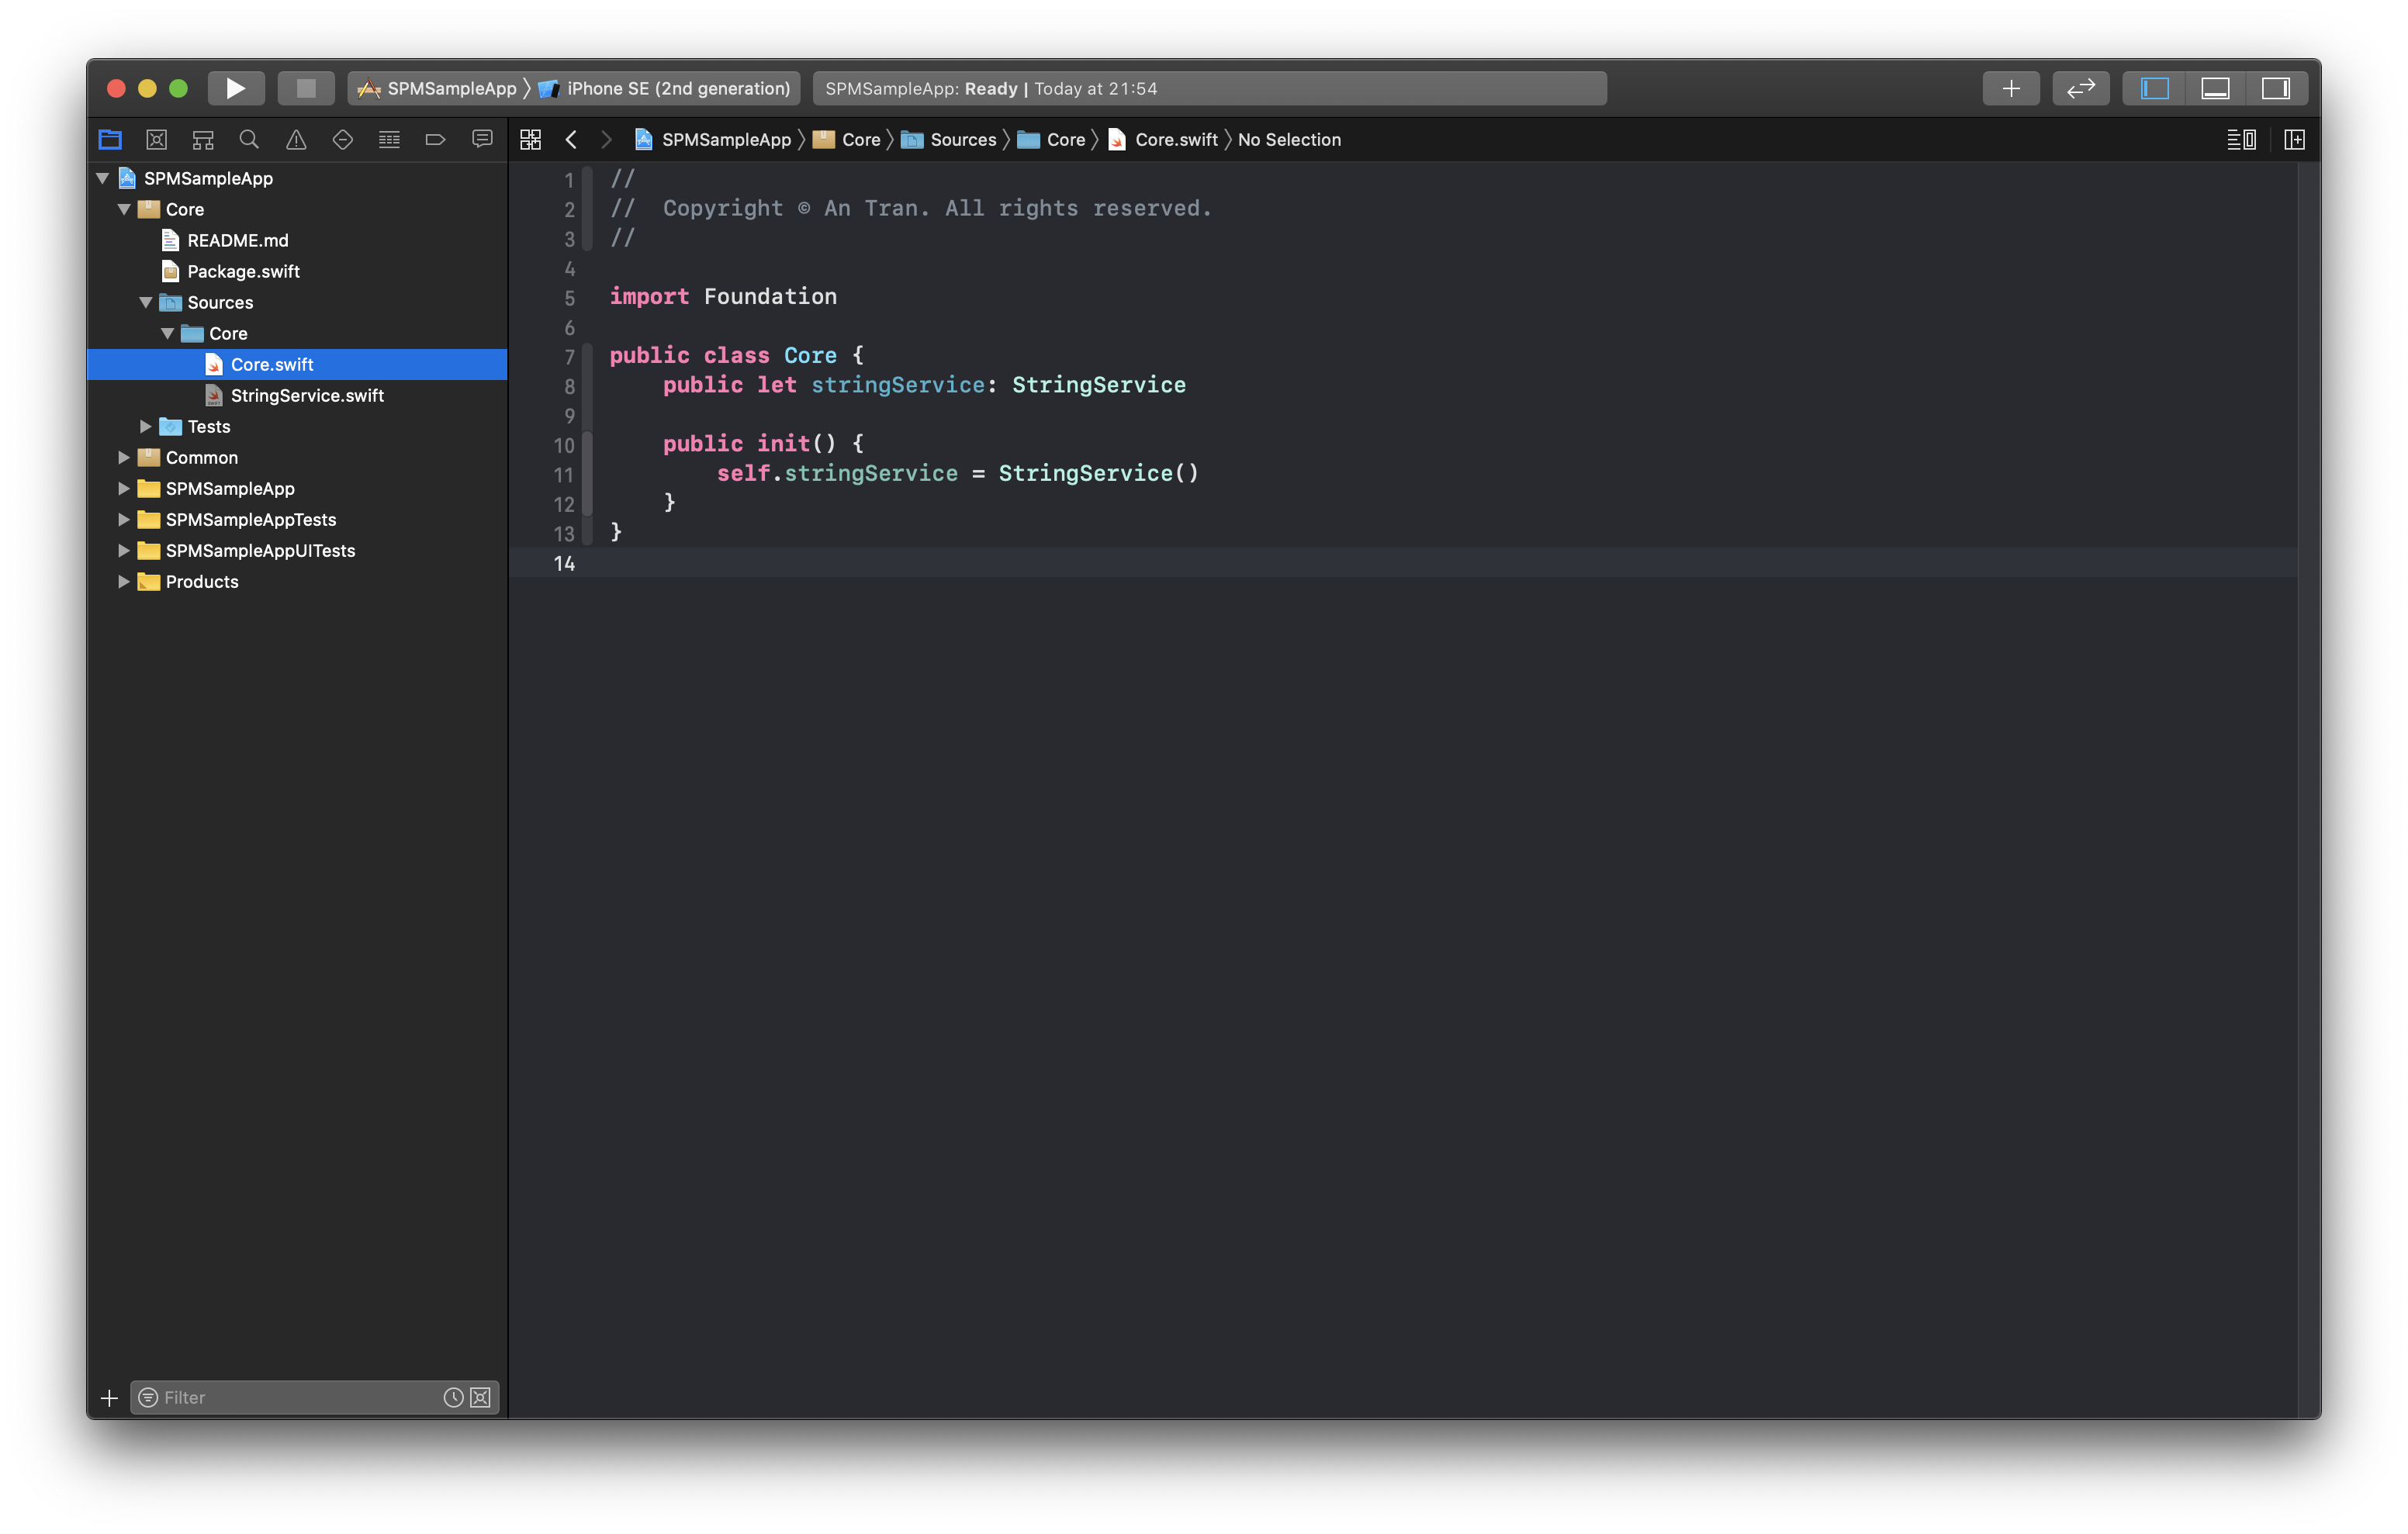 SPMSampleApp 〉 iPhone SE (2nd generation)
SPMSampleApp: Ready | Today at 21:54
SPMSampleApp 〉 Core 〉 Sources 〉 Core 〉 Core.swift 〉 No Selection
SPMSampleApp
Core
README.md
Package.swift
Sources
Core
Core.swift
StringService.swift
Tests
Common
SPMSampleApp
SPMSampleAppTests
SPMSampleAppUITests
Products
Filter
1 //
2 //  Copyright © An Tran. All rights reserved.
3 //
4
5 import Foundation
6
7 public class Core {
8     public let stringService: StringService
9
10     public init() {
11         self.stringService = StringService()
12     }
13 }
14